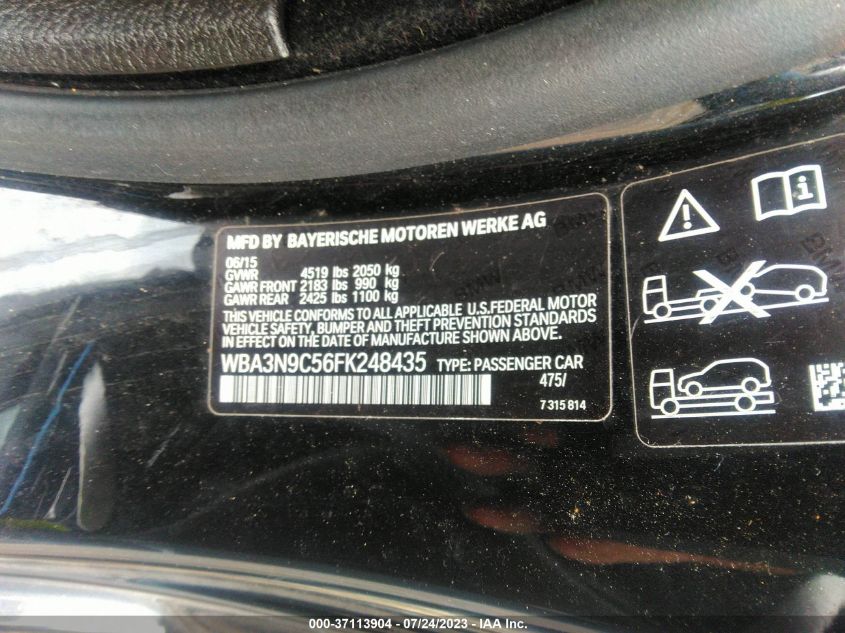 MFD BY BAYERISCHE MOTOREN WERKE AG
06/15
GVWR 4519 lbs 2050 kg
GAWR FRONT 2183 lbs 990 kg
GAWR REAR 2425 lbs 1100 kg
THIS VEHICLE CONFORMS TO ALL APPLICABLE U.S.FEDERAL MOTOR
VEHICLE SAFETY, BUMPER AND THEFT PREVENTION STANDARDS
IN EFFECT ON THE DATE OF MANUFACTURE SHOWN ABOVE.
WBA3N9C56FK248435 TYPE: PASSENGER CAR
475/
7 315 814
000-37113904 - 07/24/2023 - IAA Inc.